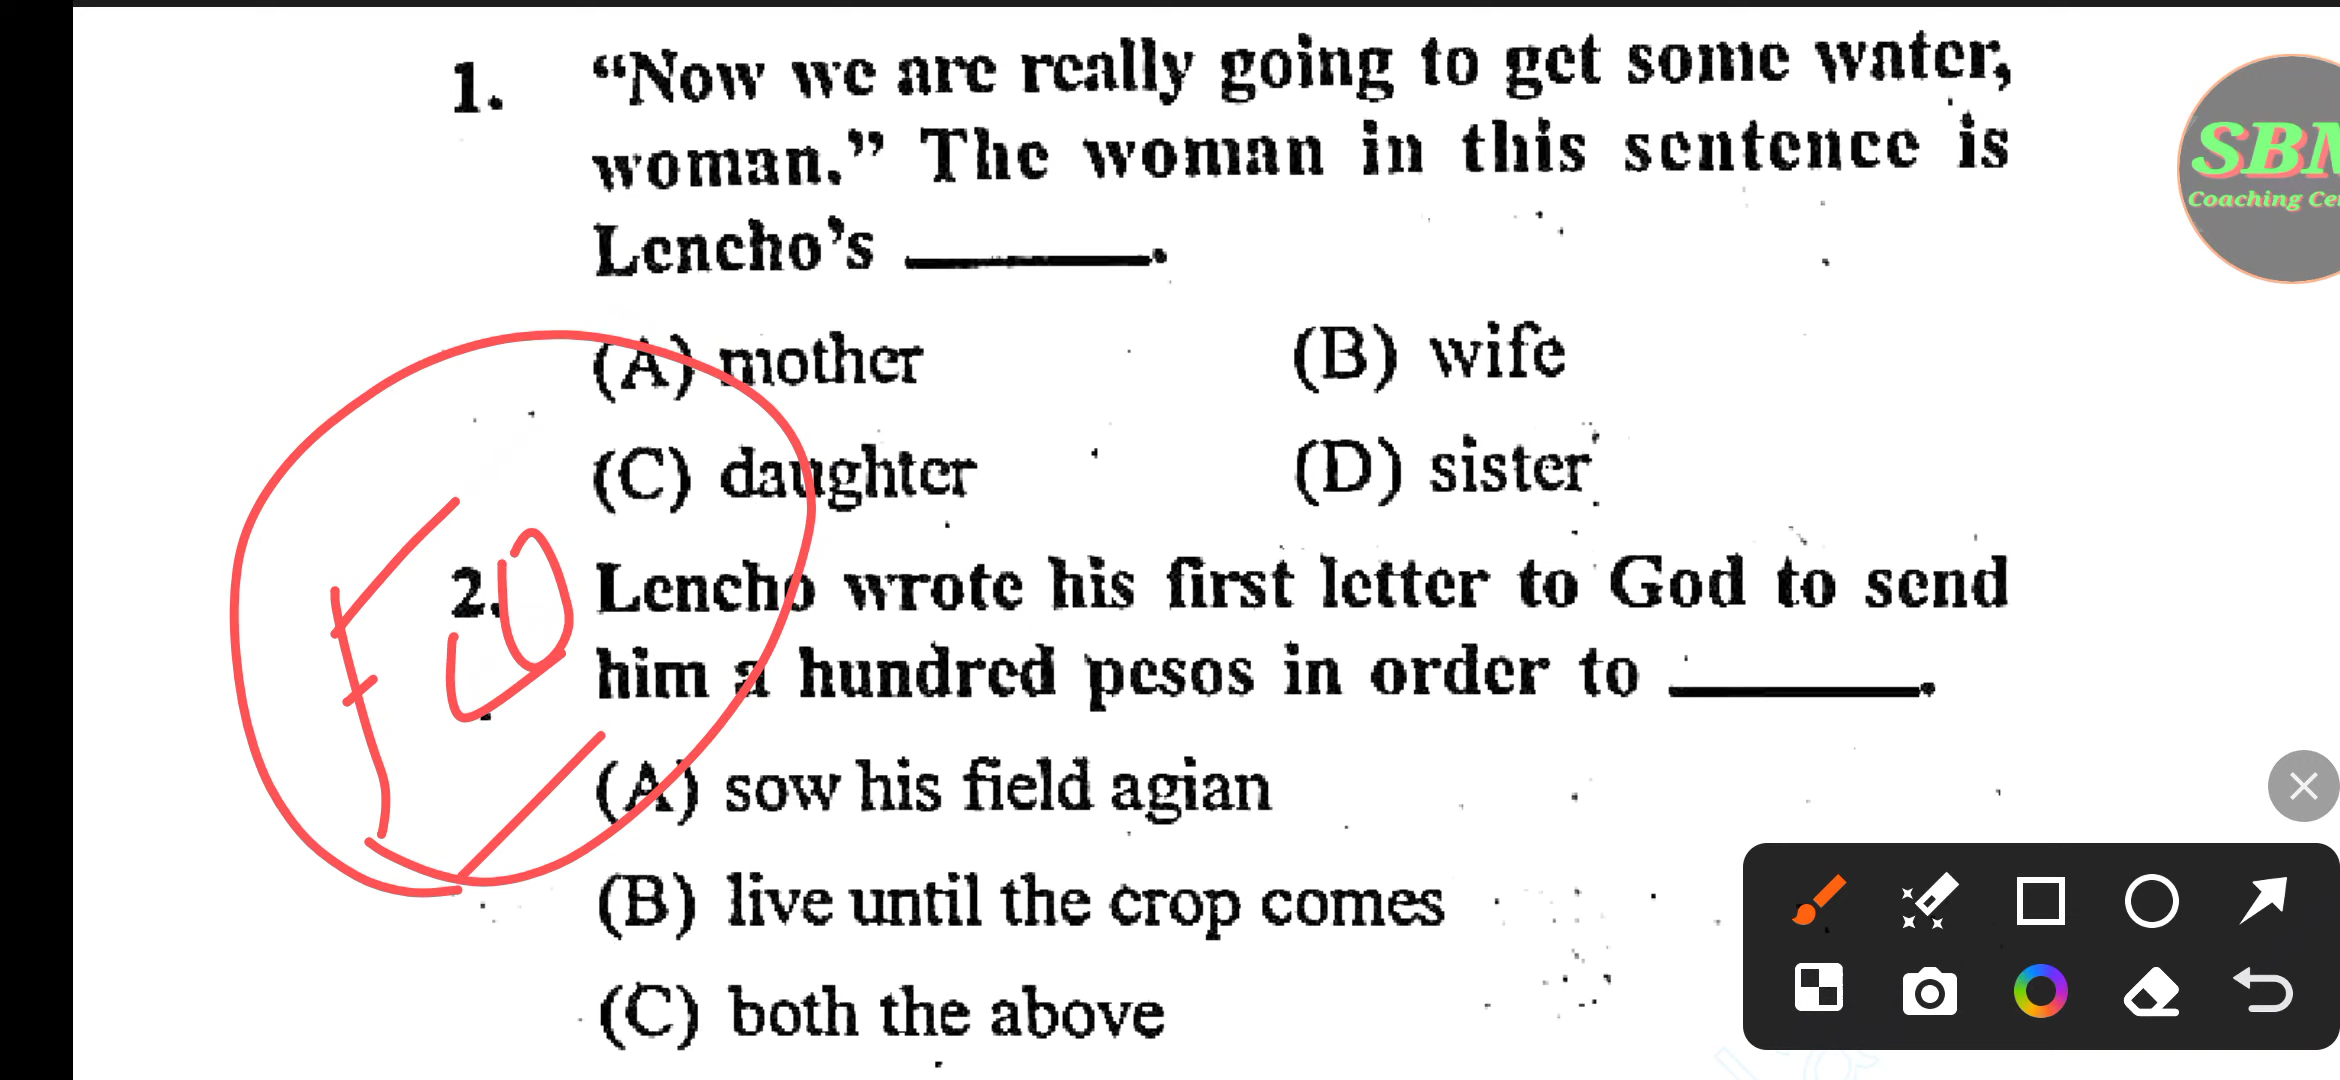 1. “Now we are really going to get some water,
woman.” The woman in this sentence is
Lencho’s ______.
(A) mother (B) wife
(C) daughter (D) sister
2. Lencho wrote his first letter to God to send
him a hundred pesos in order to ______.
(A) sow his field agian
(B) live until the crop comes
(C) both the above
SBM
Coaching Ce